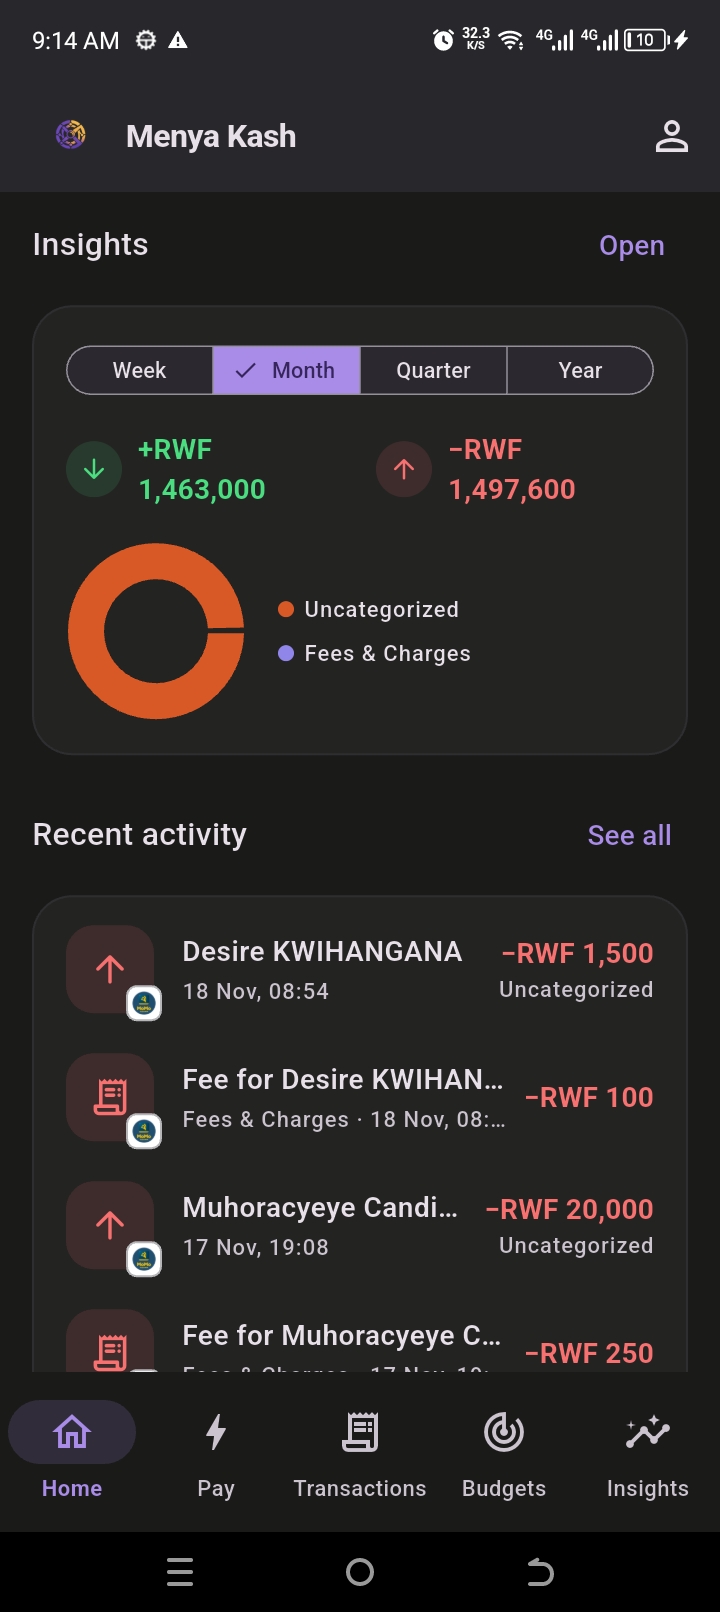 9:14 AM
32.3
K/S
4G
4G
10
Menya Kash
Insights
Open
Week
Month
Quarter
Year
+RWF
1,463,000
−RWF
1,497,600
Uncategorized
Fees & Charges
Recent activity
See all
Desire KWIHANGANA
−RWF 1,500
18 Nov, 08:54
Uncategorized
Fee for Desire KWIHAN...
−RWF 100
Fees & Charges · 18 Nov, 08:...
Muhoracyeye Candi...
−RWF 20,000
17 Nov, 19:08
Uncategorized
Fee for Muhoracyeye C...
−RWF 250
Home
Pay
Transactions
Budgets
Insights